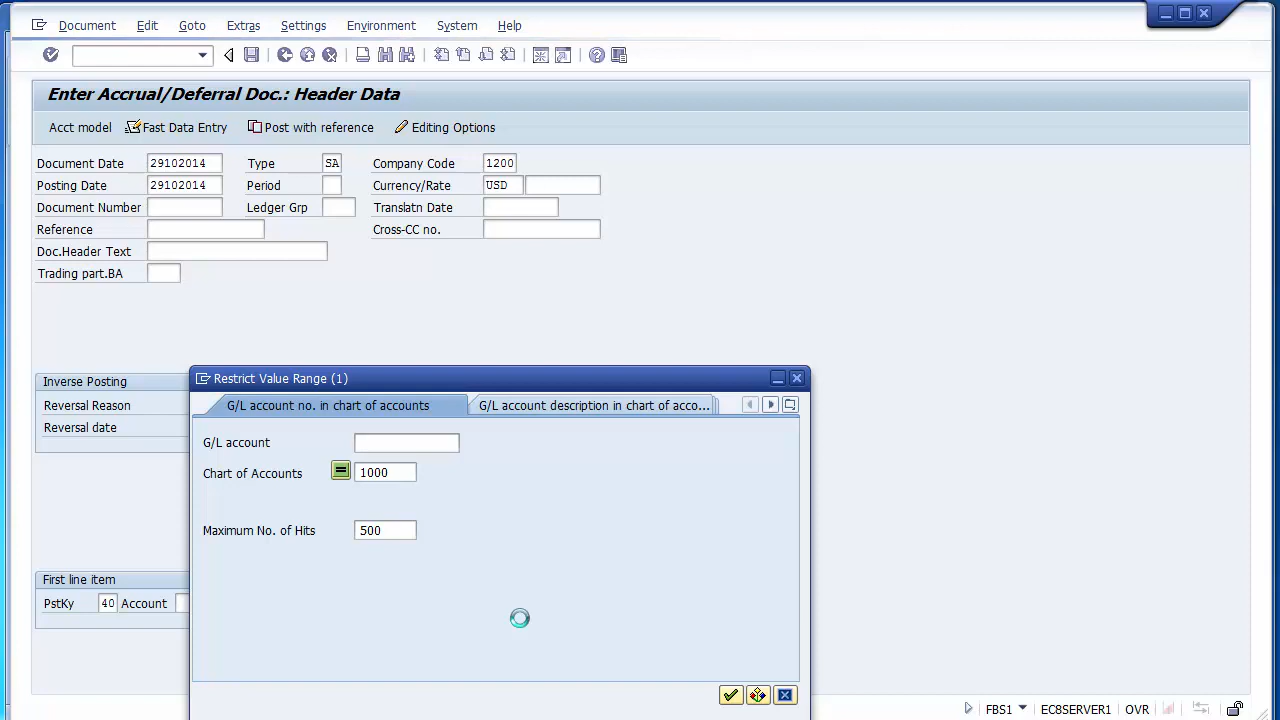 Document Edit Goto Extras Settings Environment System Help
Enter Accrual/Deferral Doc.: Header Data
Acct model Fast Data Entry Post with reference Editing Options
Document Date 29102014 Type SA Company Code 1200
Posting Date 29102014 Period Currency/Rate USD
Document Number Ledger Grp Translatn Date
Reference Cross-CC no.
Doc.Header Text
Trading part.BA
Inverse Posting
Reversal Reason
Reversal date
First line item
PstKy 40 Account
Restrict Value Range (1)
G/L account no. in chart of accounts G/L account description in chart of acco...
G/L account
Chart of Accounts 1000
Maximum No. of Hits 500
FBS1 EC8SERVER1 OVR